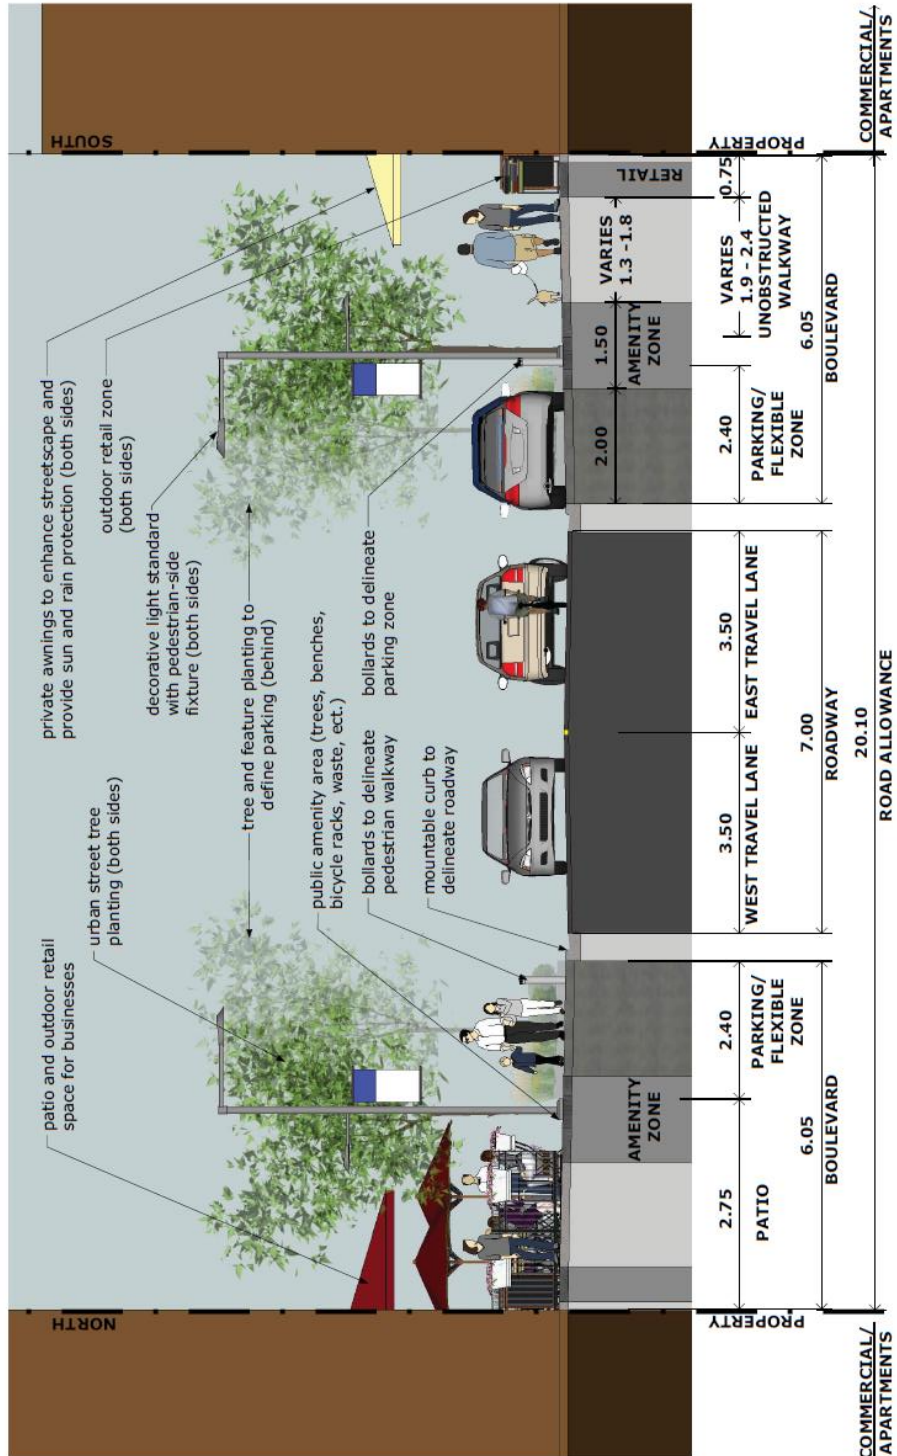 patio and outdoor retail
space for businesses
urban street tree
planting (both sides)
tree and feature planting to
define parking (behind)
public amenity area (trees, benches,
bicycle racks, waste, ect.)
bollards to delineate
pedestrian walkway
mountable curb to
delineate roadway
private awnings to enhance streetscape and
provide sun and rain protection (both sides)
outdoor retail zone
(both sides)
decorative light standard
with pedestrian-side
fixture (both sides)
bollards to delineate
parking zone
NORTH
SOUTH
AMENITY
ZONE
2.00
1.50
AMENITY
ZONE
VARIES
1.3 -1.8
RETAIL
PROPERTY
2.75
PATIO
2.40
PARKING/
FLEXIBLE
ZONE
3.50
WEST TRAVEL LANE
3.50
EAST TRAVEL LANE
2.40
PARKING/
FLEXIBLE
ZONE
VARIES
1.9 - 2.4
UNOBSTRUCTED
WALKWAY
0.75
PROPERTY
6.05
BOULEVARD
7.00
ROADWAY
6.05
BOULEVARD
COMMERCIAL/
APARTMENTS
20.10
ROAD ALLOWANCE
COMMERCIAL/
APARTMENTS